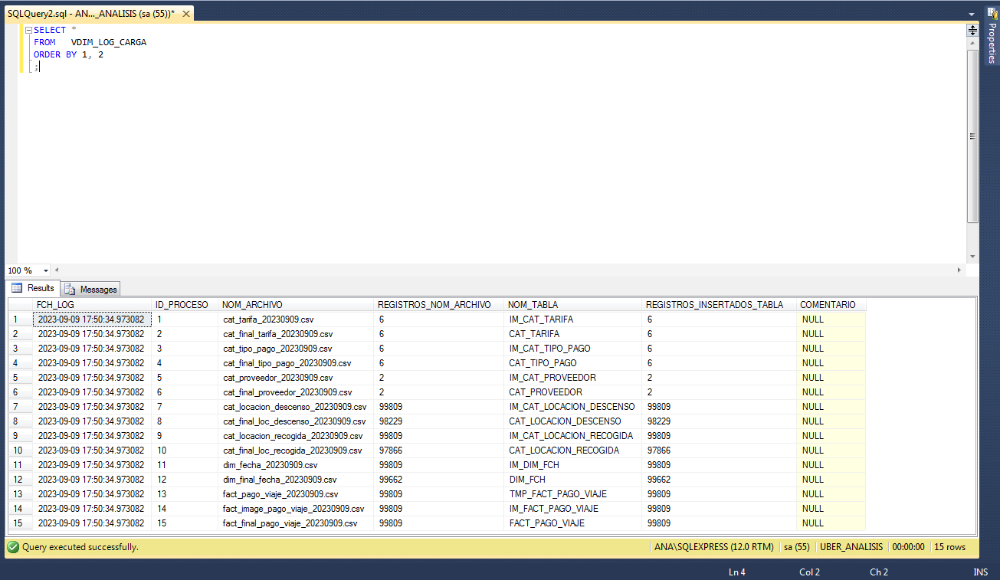 SQLQuery2.sql - AN..._ANALISIS (sa (55))*
Properties
SELECT *
FROM   VDIM_LOG_CARGA
ORDER BY 1, 2
;
100 %
Results Messages
FCH_LOG ID_PROCESO NOM_ARCHIVO REGISTROS_NOM_ARCHIVO NOM_TABLA REGISTROS_INSERTADOS_TABLA COMENTARIO
1 2023-09-09 17:50:34.973082 1 cat_tarifa_20230909.csv 6 IM_CAT_TARIFA 6 NULL
2 2023-09-09 17:50:34.973082 2 cat_final_tarifa_20230909.csv 6 CAT_TARIFA 6 NULL
3 2023-09-09 17:50:34.973082 3 cat_tipo_pago_20230909.csv 6 IM_CAT_TIPO_PAGO 6 NULL
4 2023-09-09 17:50:34.973082 4 cat_final_tipo_pago_20230909.csv 6 CAT_TIPO_PAGO 6 NULL
5 2023-09-09 17:50:34.973082 5 cat_proveedor_20230909.csv 2 IM_CAT_PROVEEDOR 2 NULL
6 2023-09-09 17:50:34.973082 6 cat_final_proveedor_20230909.csv 2 CAT_PROVEEDOR 2 NULL
7 2023-09-09 17:50:34.973082 7 cat_locacion_descenso_20230909.csv 99809 IM_CAT_LOCACION_DESCENSO 99809 NULL
8 2023-09-09 17:50:34.973082 8 cat_final_loc_descenso_20230909.csv 98229 CAT_LOCACION_DESCENSO 98229 NULL
9 2023-09-09 17:50:34.973082 9 cat_locacion_recogida_20230909.csv 99809 IM_CAT_LOCACION_RECOGIDA 99809 NULL
10 2023-09-09 17:50:34.973082 10 cat_final_loc_recogida_20230909.csv 97866 CAT_LOCACION_RECOGIDA 97866 NULL
11 2023-09-09 17:50:34.973082 11 dim_fecha_20230909.csv 99809 IM_DIM_FCH 99809 NULL
12 2023-09-09 17:50:34.973082 12 dim_final_fecha_20230909.csv 99662 DIM_FCH 99662 NULL
13 2023-09-09 17:50:34.973082 13 fact_pago_viaje_20230909.csv 99809 TMP_FACT_PAGO_VIAJE 99809 NULL
14 2023-09-09 17:50:34.973082 14 fact_image_pago_viaje_20230909.csv 99809 IM_FACT_PAGO_VIAJE 99809 NULL
15 2023-09-09 17:50:34.973082 15 fact_final_pago_viaje_20230909.csv 99809 FACT_PAGO_VIAJE 99809 NULL
Query executed successfully. ANA\SQLEXPRESS (12.0 RTM) sa (55) UBER_ANALISIS 00:00:00 15 rows
Ln 4 Col 2 Ch 2 INS